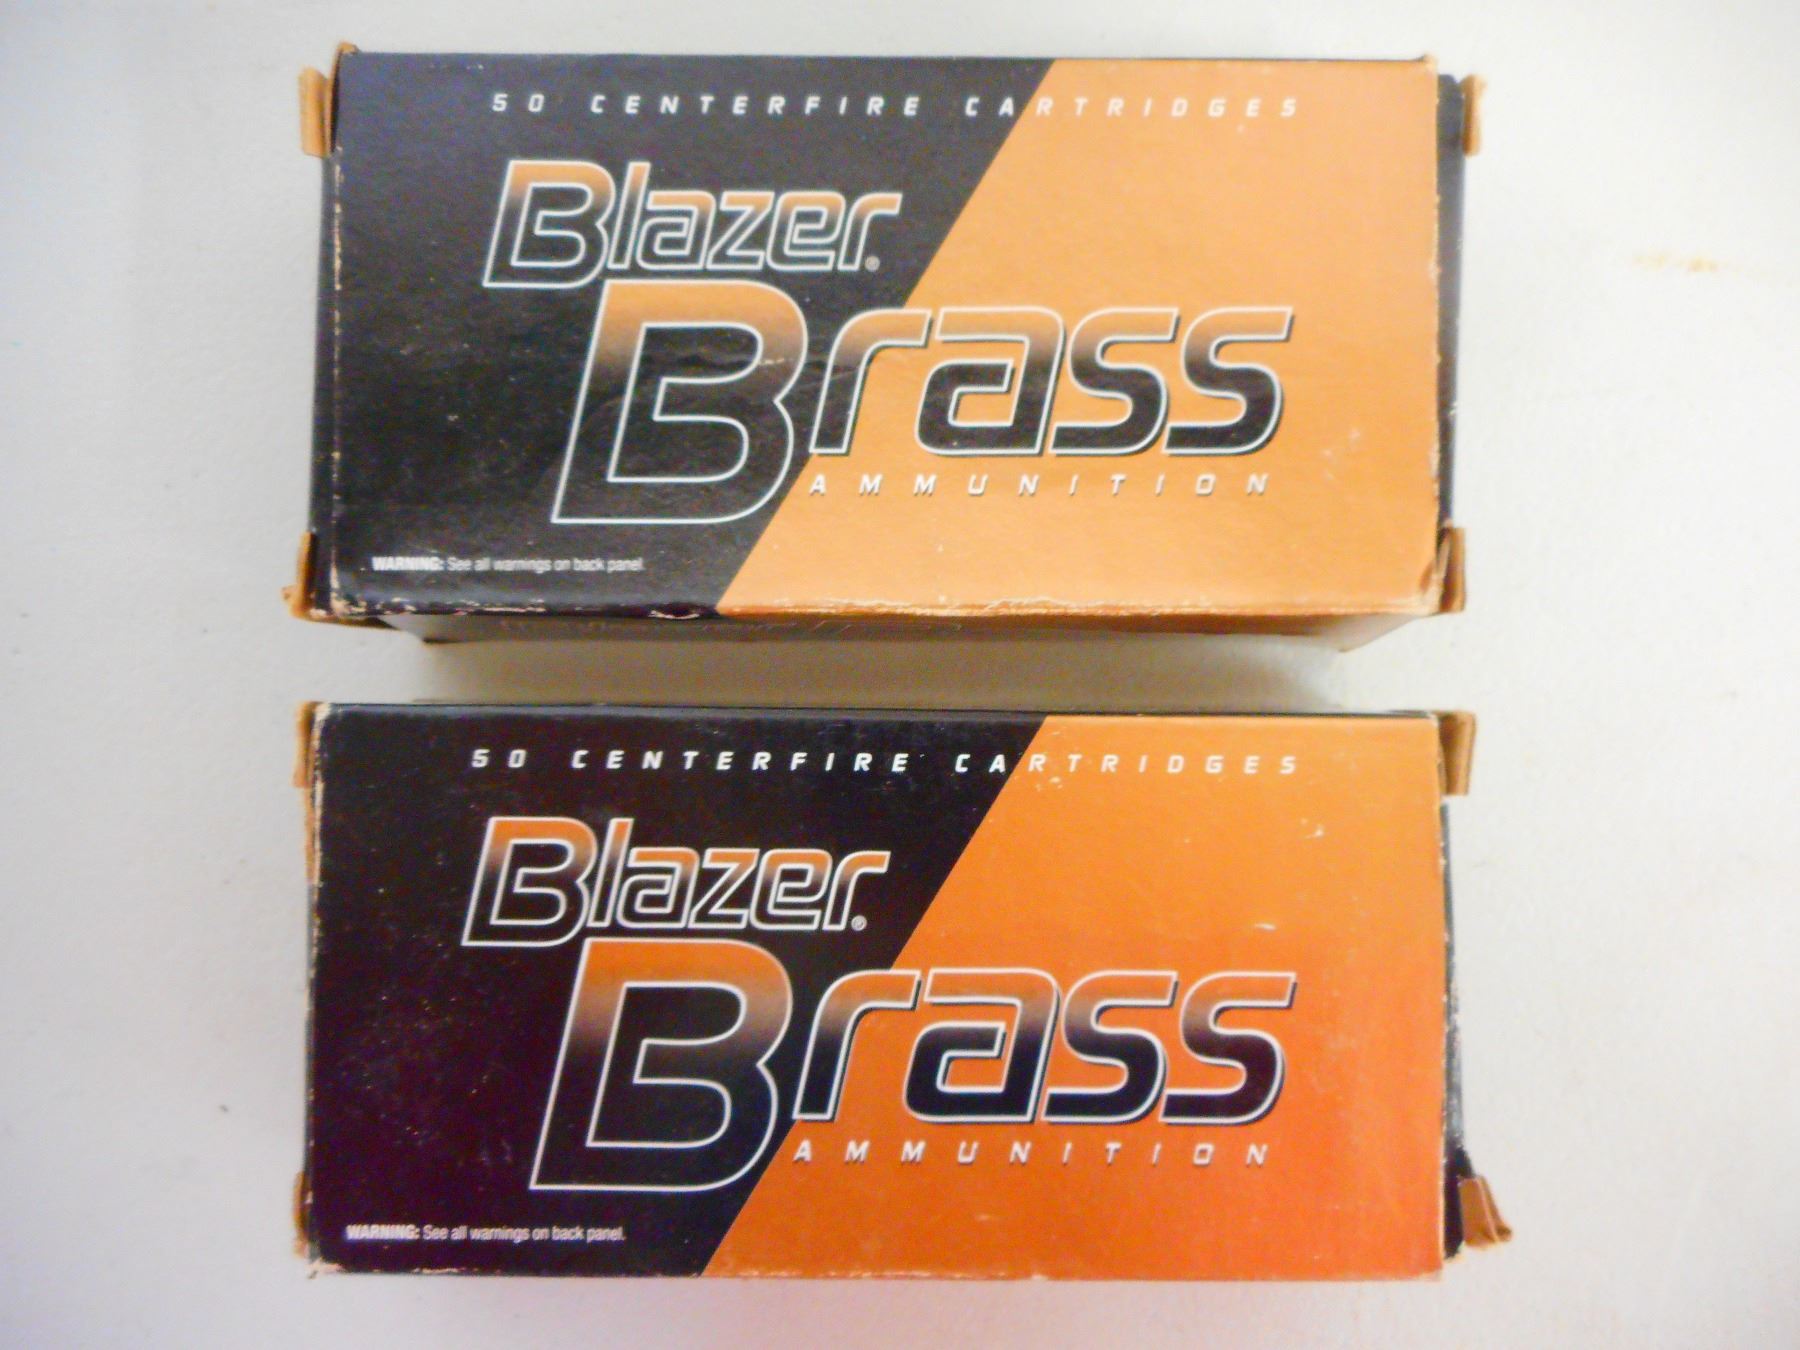 50 CENTERFIRE CARTRIDGES
Blazer®
Brass
AMMUNITION
WARNING: See all warnings on back panel.
50 CENTERFIRE CARTRIDGES
Blazer®
Brass
AMMUNITION
WARNING: See all warnings on back panel.